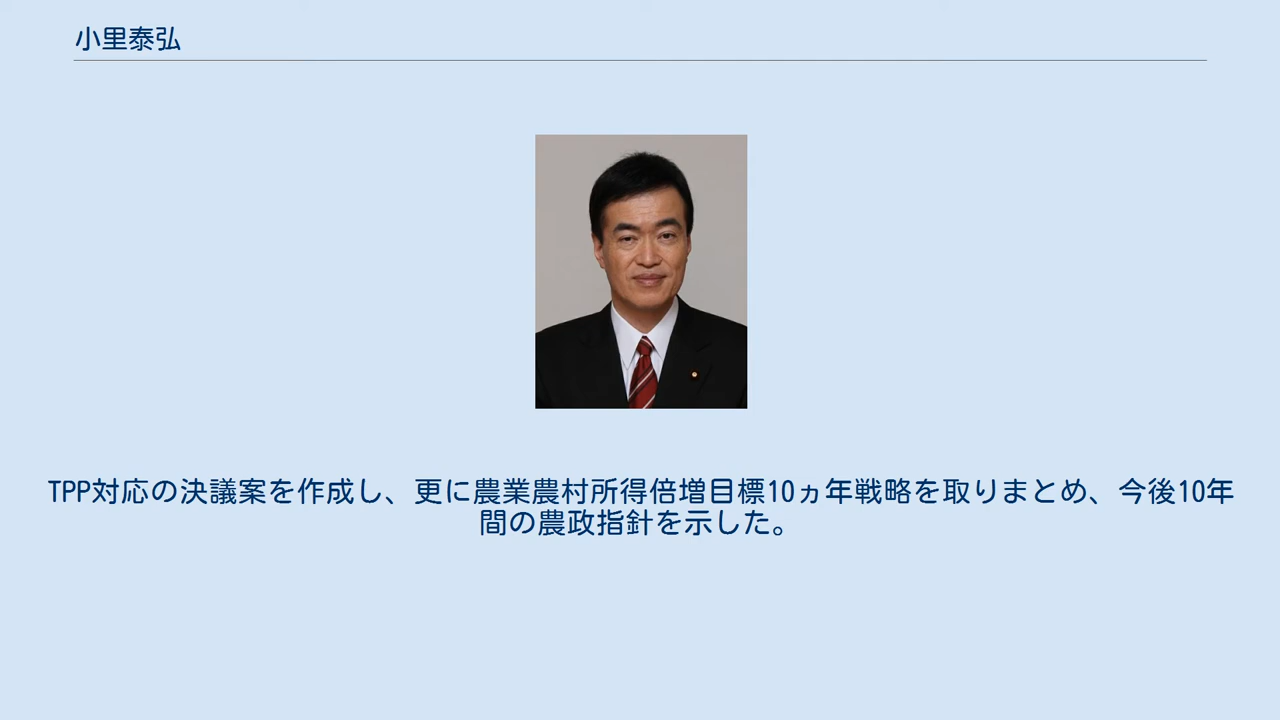 小里泰弘
TPP対応の決議案を作成し、更に農業農村所得倍増目標10ヵ年戦略を取りまとめ、今後10年
間の農政指針を示した。